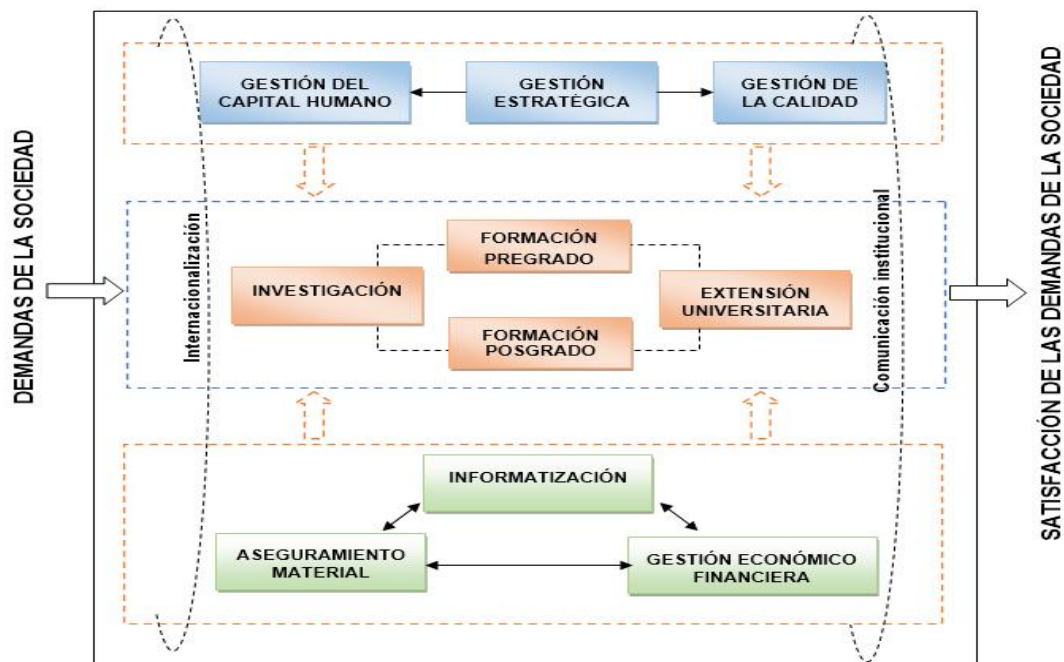 DEMANDAS DE LA SOCIEDAD
GESTIÓN DEL
CAPITAL HUMANO
GESTIÓN
ESTRATÉGICA
GESTIÓN DE
LA CALIDAD
Internacionalización
INVESTIGACIÓN
FORMACIÓN
PREGRADO
FORMACIÓN
POSGRADO
EXTENSIÓN
UNIVERSITARIA
Comunicación institucional
INFORMATIZACIÓN
ASEGURAMIENTO
MATERIAL
GESTIÓN ECONÓMICO
FINANCIERA
SATISFACCIÓN DE LAS DEMANDAS DE LA SOCIEDAD